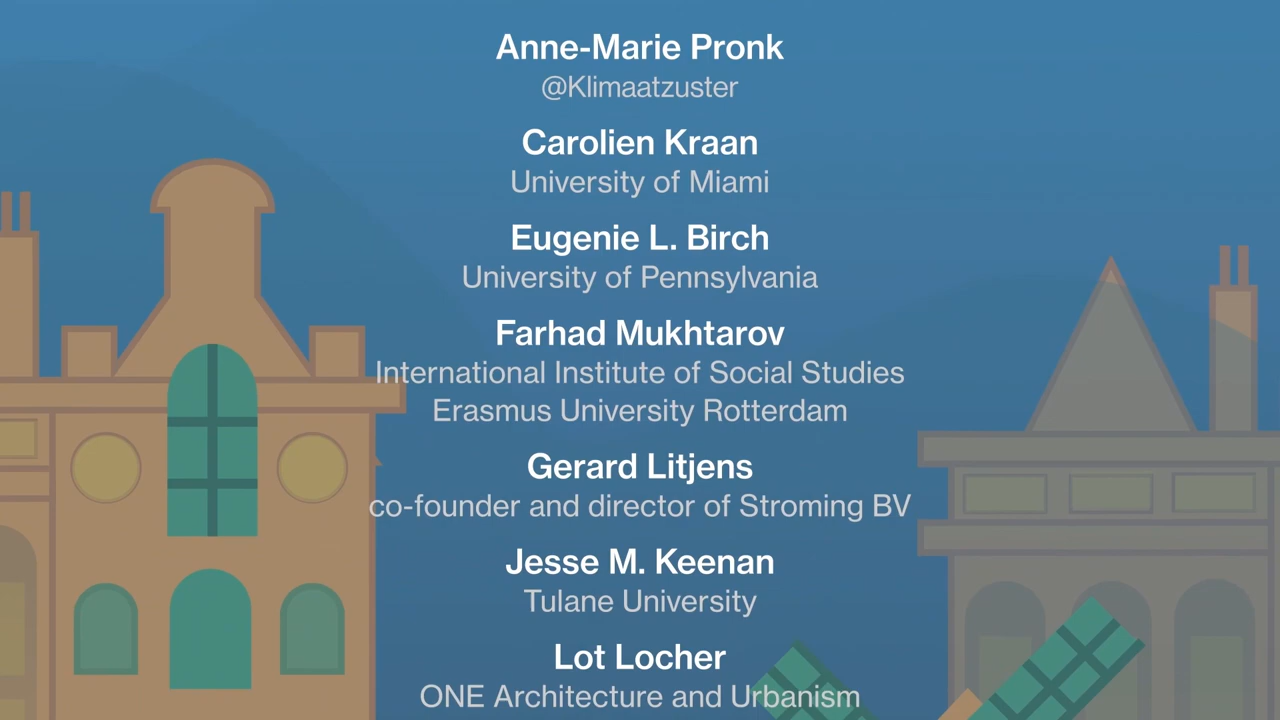 Anne-Marie Pronk
@Klimaatzuster
Carolien Kraan
University of Miami
Eugenie L. Birch
University of Pennsylvania
Farhad Mukhtarov
International Institute of Social Studies
Erasmus University Rotterdam
Gerard Litjens
co-founder and director of Stroming BV
Jesse M. Keenan
Tulane University
Lot Locher
ONE Architecture and Urbanism